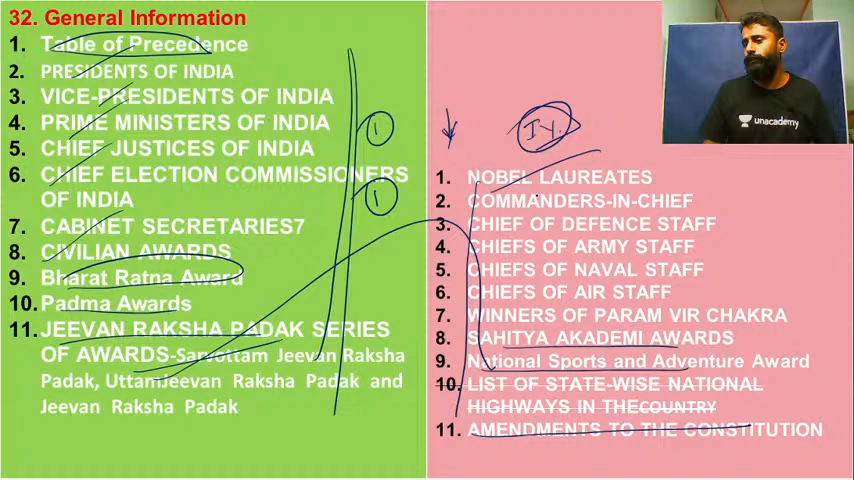 32. General Information
1. Table of Precedence
2. PRESIDENTS OF INDIA
3. VICE-PRESIDENTS OF INDIA
4. PRIME MINISTERS OF INDIA
5. CHIEF JUSTICES OF INDIA
6. CHIEF ELECTION COMMISSIONERS
OF INDIA
7. CABINET SECRETARIES7
8. CIVILIAN AWARDS
9. Bharat Ratna Award
10. Padma Awards
11. JEEVAN RAKSHA PADAK SERIES
OF AWARDS-Sarvottam Jeevan Raksha
Padak, UttamJeevan Raksha Padak and
Jeevan Raksha Padak
1
1
IY.
unacademy
1. NOBEL LAUREATES
2. COMMANDERS-IN-CHIEF
3. CHIEF OF DEFENCE STAFF
4. CHIEFS OF ARMY STAFF
5. CHIEFS OF NAVAL STAFF
6. CHIEFS OF AIR STAFF
7. WINNERS OF PARAM VIR CHAKRA
8. SAHITYA AKADEMI AWARDS
9. National Sports and Adventure Award
10. LIST OF STATE-WISE NATIONAL
HIGHWAYS IN THECOUNTRY
11. AMENDMENTS TO THE CONSTITUTION